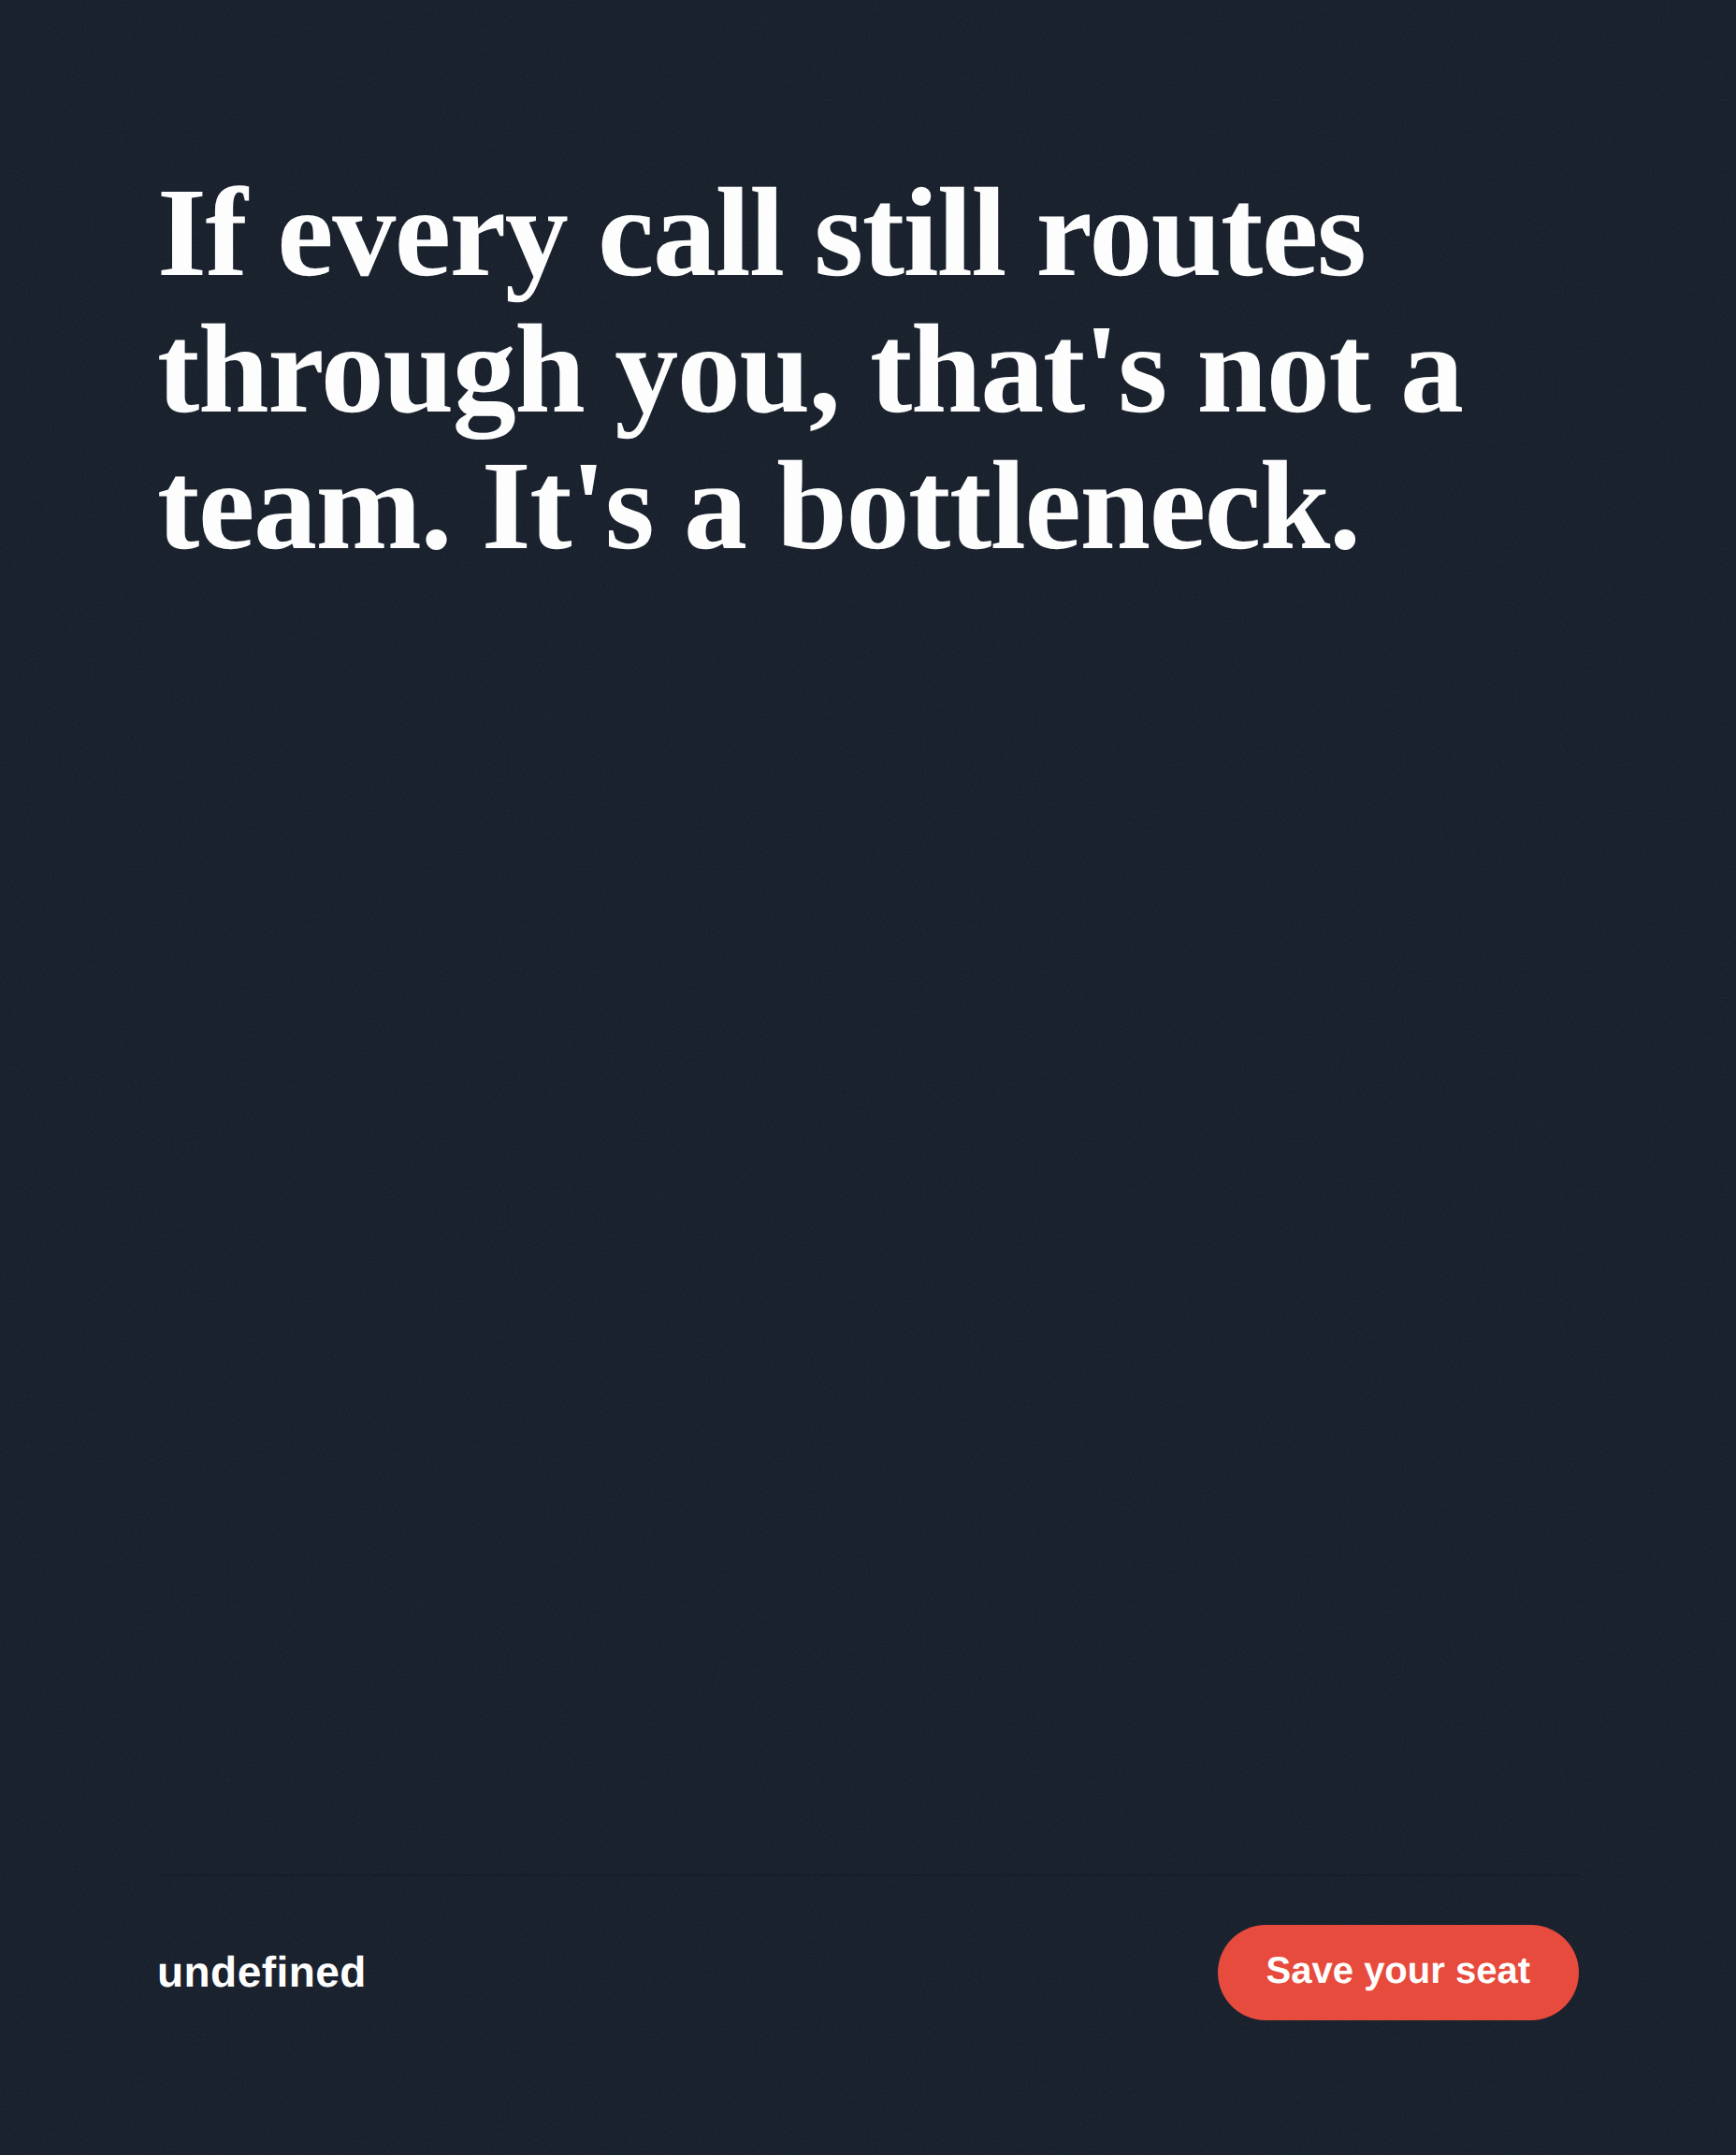 If every call still routes
through you, that's not a
team. It's a bottleneck.
undefined
Save your seat